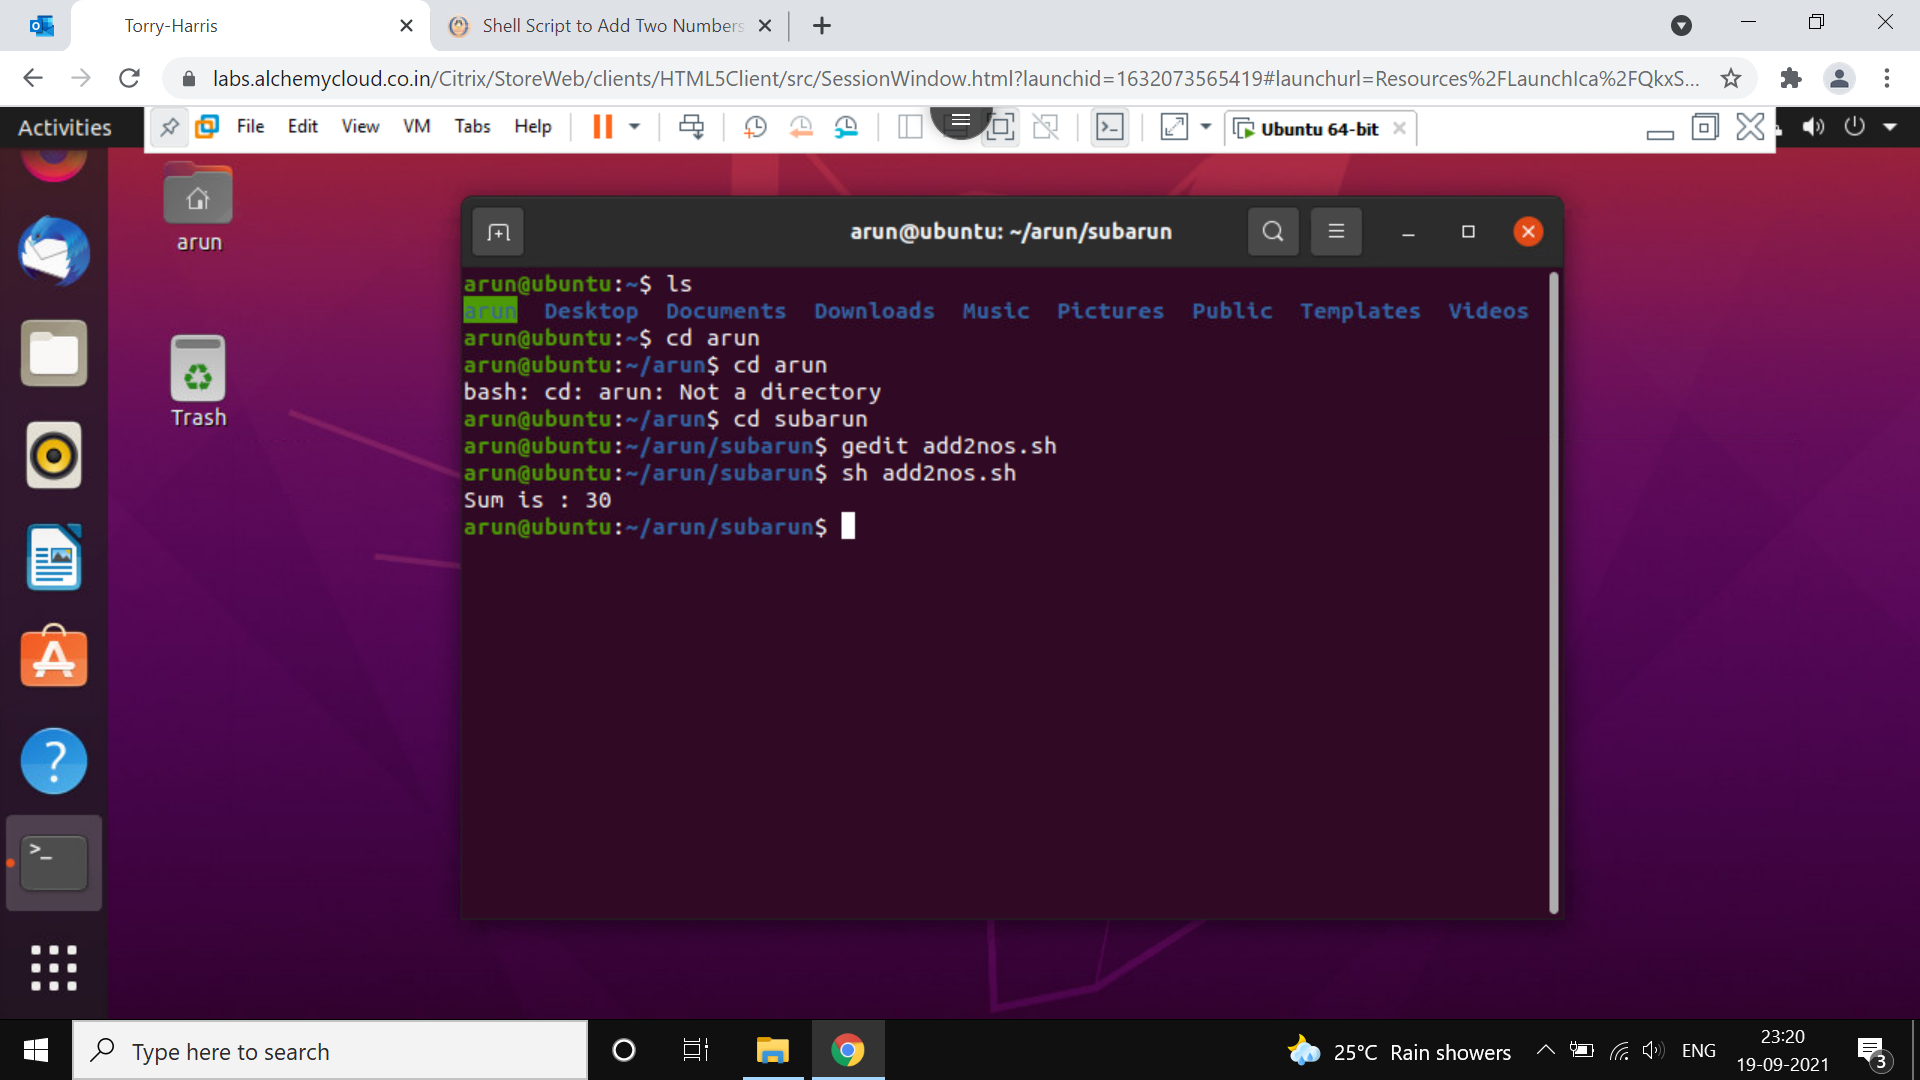 Torry-Harris
Shell Script to Add Two Numbers
labs.alchemycloud.co.in/Citrix/StoreWeb/clients/HTML5Client/src/SessionWindow.html?launchid=1632073565419#launchurl=Resources%2FLaunchIca%2FQkxS...
Activities
File Edit View VM Tabs Help
Ubuntu 64-bit
arun
Trash
arun@ubuntu: ~/arun/subarun
arun@ubuntu:~$ ls
arun Desktop Documents Downloads Music Pictures Public Templates Videos
arun@ubuntu:~$ cd arun
arun@ubuntu:~/arun$ cd arun
bash: cd: arun: Not a directory
arun@ubuntu:~/arun$ cd subarun
arun@ubuntu:~/arun/subarun$ gedit add2nos.sh
arun@ubuntu:~/arun/subarun$ sh add2nos.sh
Sum is : 30
arun@ubuntu:~/arun/subarun$
Type here to search
25°C Rain showers
ENG
23:20
19-09-2021
3